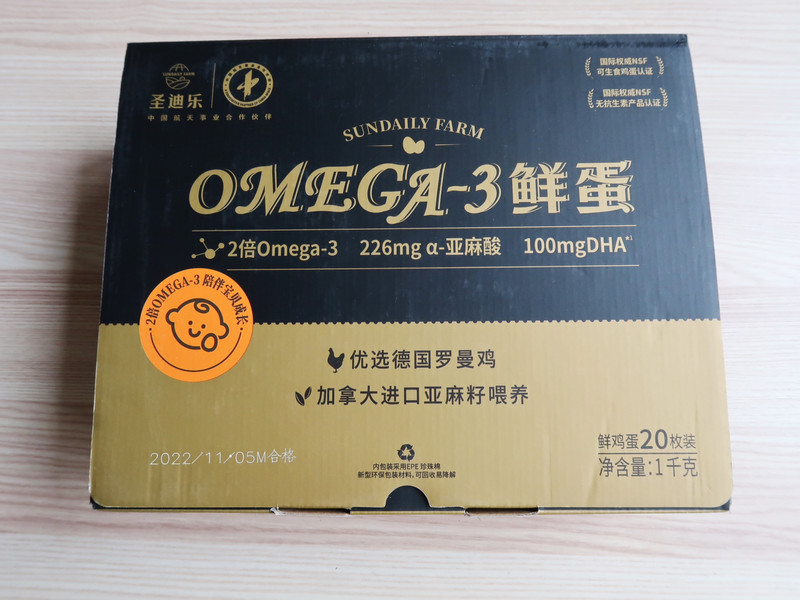 SUNDAILY FARM
圣迪乐
中国航天事业合作伙伴
国际权威NSF
可生食鸡蛋认证
国际权威NSF
无抗生素产品认证
SUNDAILY FARM
OMEGA-3鲜蛋
2倍Omega-3 226mg α-亚麻酸 100mgDHA*¹
·2倍OMEGA-3 陪伴宝贝成长·
优选德国罗曼鸡
加拿大进口亚麻籽喂养
2022/11/05M合格
内包装采用EPE 珍珠棉
新型环保包装材料,可回收易降解
鲜鸡蛋20枚装
净含量:1千克